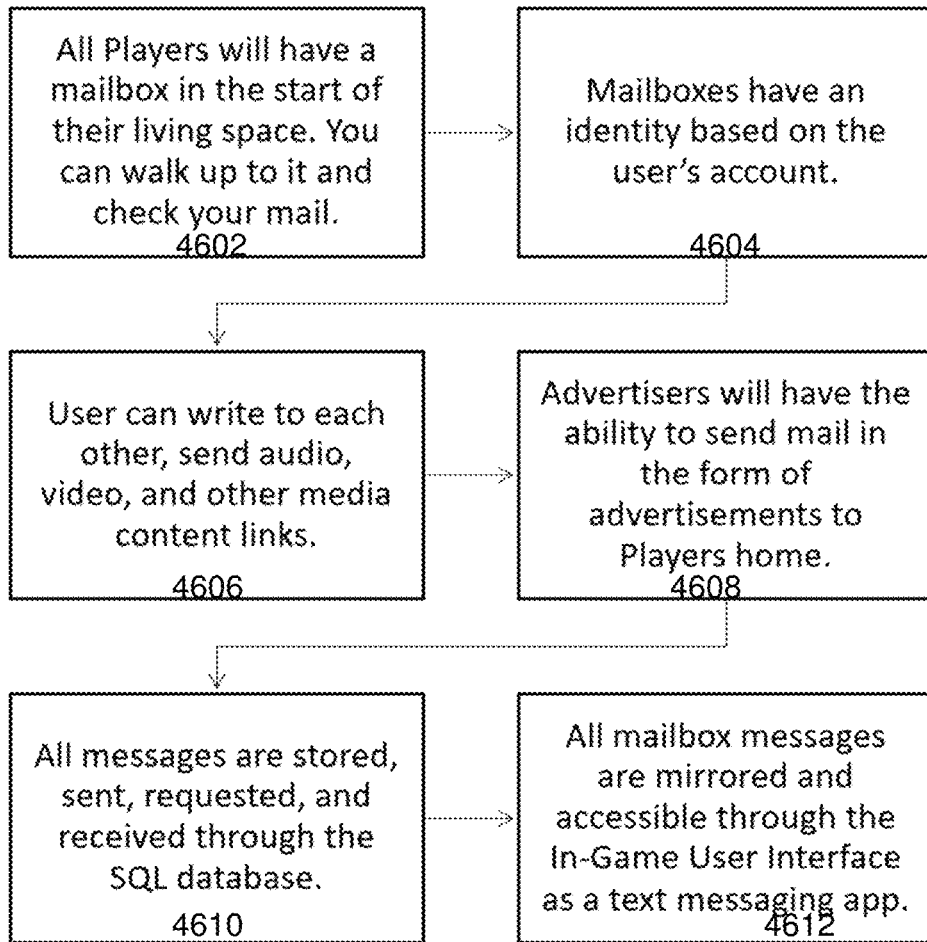 All Players will have a
mailbox in the start of
their living space. You
can walk up to it and
check your mail.
4602
Mailboxes have an
identity based on the
user's account.
4604
User can write to each
other, send audio,
video, and other media
content links.
4606
Advertisers will have the
ability to send mail in
the form of
advertisements to
Players home.
4608
All messages are stored,
sent, requested, and
received through the
SQL database.
4610
All mailbox messages
are mirrored and
accessible through the
In-Game User Interface
as a text messaging app.
4612